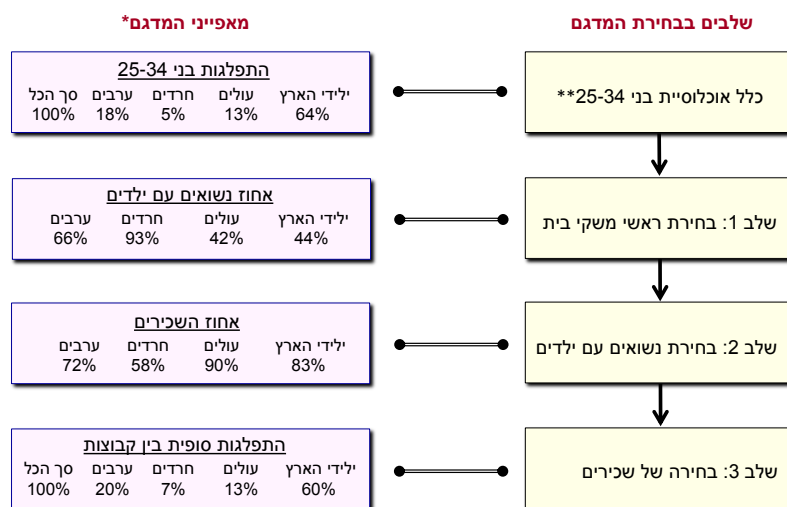 שלבים בבחירת המדגם
מאפייני המדגם*
כלל אוכלוסיית בני 25-34**
התפלגות בני 25-34
ילידי הארץ עולים חרדים ערבים סך הכל
64% 13% 5% 18% 100%
שלב 1: בחירת ראשי משקי בית
אחוז נשואים עם ילדים
ילידי הארץ עולים חרדים ערבים
44% 42% 93% 66%
שלב 2: בחירת נשואים עם ילדים
אחוז השכירים
ילידי הארץ עולים חרדים ערבים
83% 90% 58% 72%
שלב 3: בחירה של שכירים
התפלגות סופית בין קבוצות
ילידי הארץ עולים חרדים ערבים סך הכל
60% 13% 7% 20% 100%